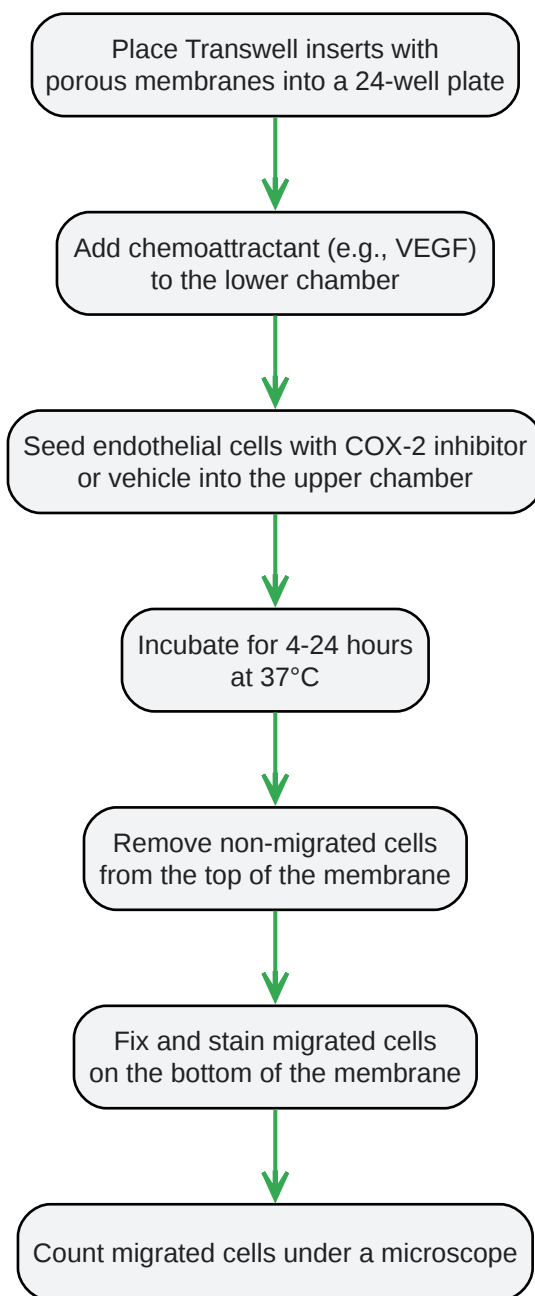 Place Transwell inserts with
porous membranes into a 24-well plate
Add chemoattractant (e.g., VEGF)
to the lower chamber
Seed endothelial cells with COX-2 inhibitor
or vehicle into the upper chamber
Incubate for 4-24 hours
at 37°C
Remove non-migrated cells
from the top of the membrane
Fix and stain migrated cells
on the bottom of the membrane
Count migrated cells under a microscope